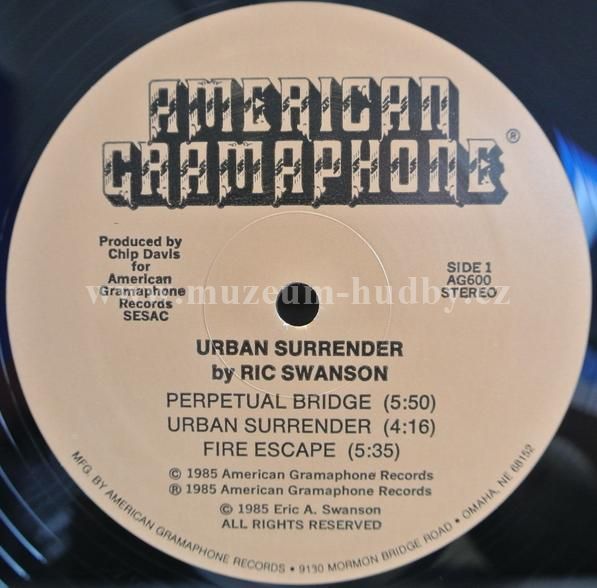 AMERICAN
GRAMAPHONE®
Produced by
Chip Davis
for
American
Gramaphone
Records
SESAC
SIDE 1
AG600
STEREO
www.muzeum-hudby.cz
URBAN SURRENDER
by RIC SWANSON
PERPETUAL BRIDGE (5:50)
URBAN SURRENDER (4:16)
FIRE ESCAPE (5:35)
© 1985 American Gramaphone Records
® 1985 American Gramaphone Records
© 1985 Eric A. Swanson
ALL RIGHTS RESERVED
MFG. BY AMERICAN GRAMAPHONE RECORDS • 9130 MORMON BRIDGE ROAD • OMAHA, NE 68152